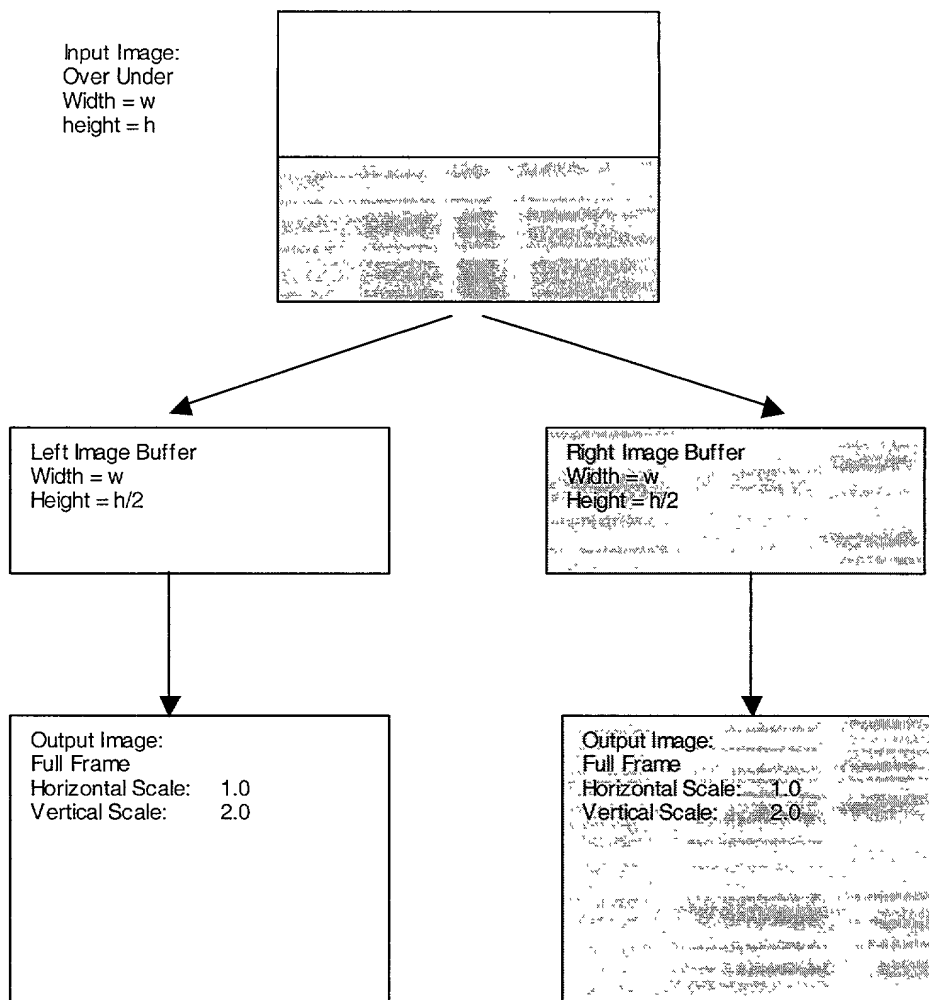 Input Image:
Over Under
Width = w
height = h
Left Image Buffer
Width = w
Height = h/2
Right Image Buffer
Width = w
Height = h/2
Output Image:
Full Frame
Horizontal Scale: 1.0
Vertical Scale: 2.0
Output Image:
Full Frame
Horizontal Scale: 1.0
Vertical Scale: 2.0